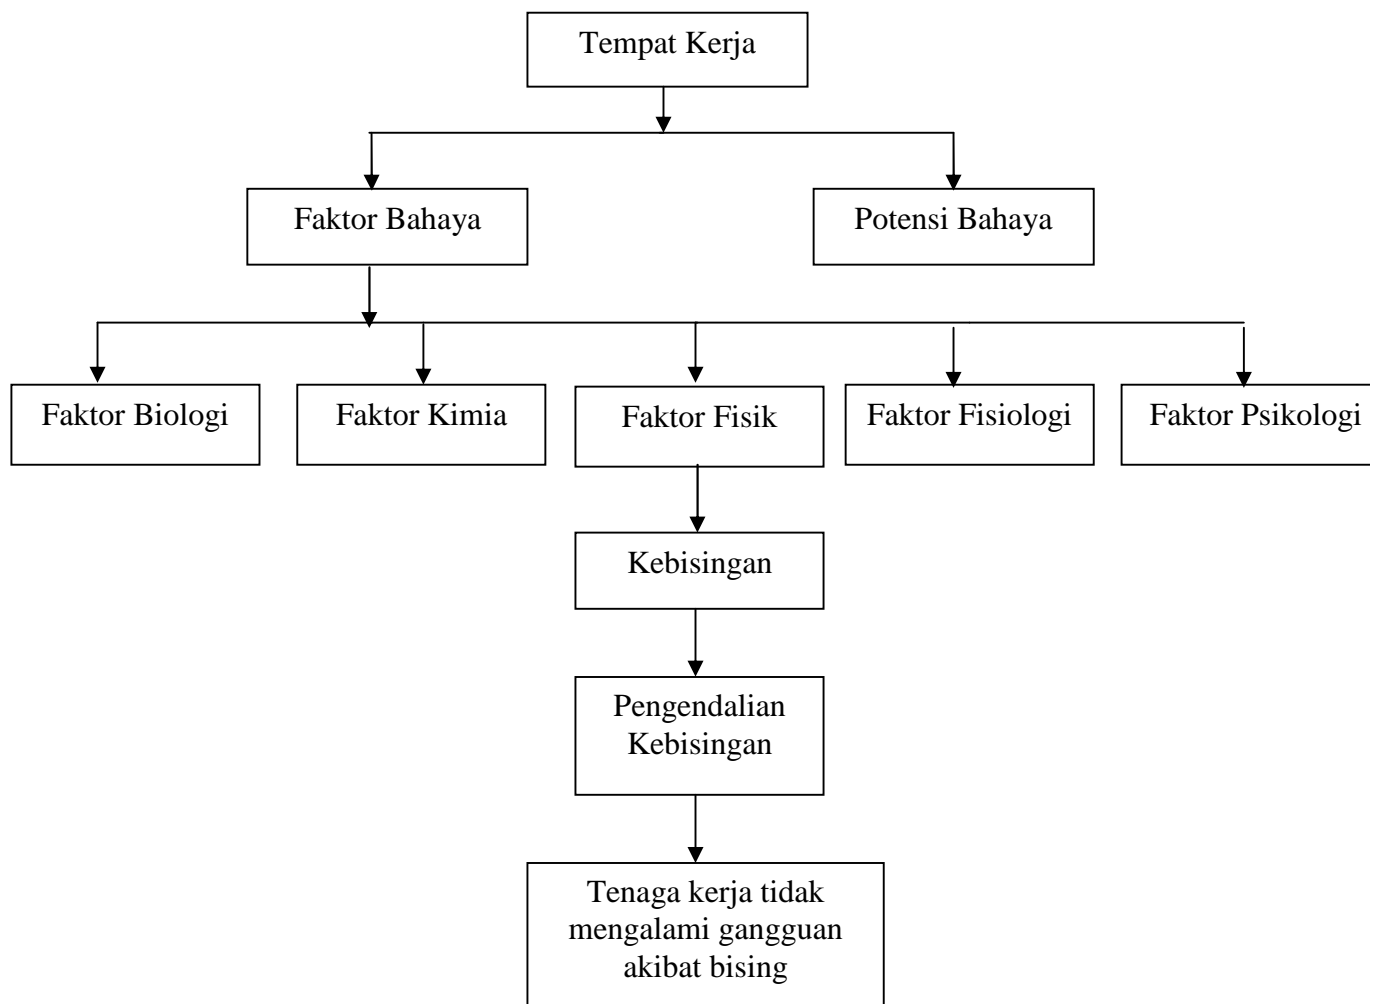 Tempat Kerja
Faktor Bahaya
Potensi Bahaya
Faktor Biologi
Faktor Kimia
Faktor Fisik
Faktor Fisiologi
Faktor Psikologi
Kebisingan
Pengendalian
Kebisingan
Tenaga kerja tidak
mengalami gangguan
akibat bising